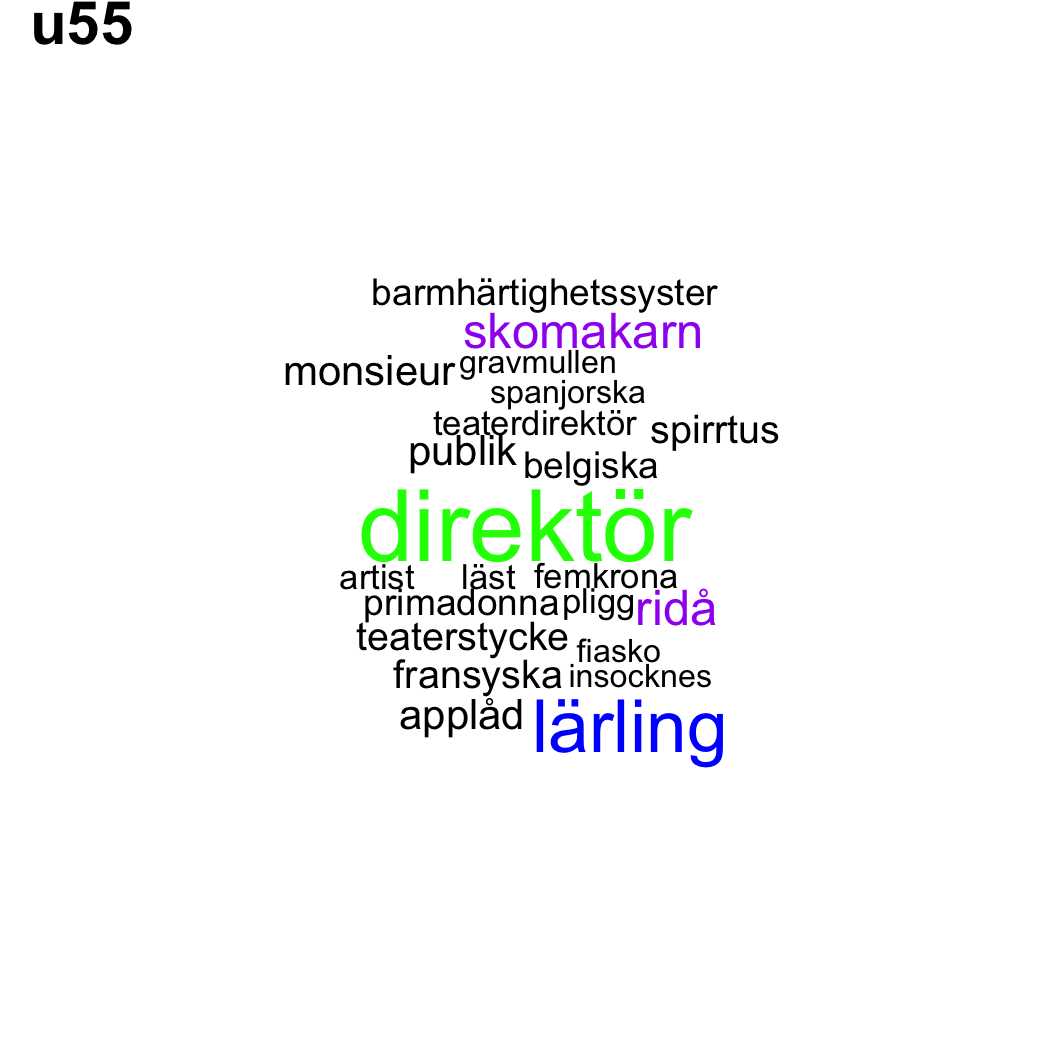 u55
barmhärtighetssyster
skomakarn
monsieur gravmullen
spanjorska
teaterdirektör spirrtus
publik belgiska
direktör
artist läst femkrona
primadonna pligg ridå
teaterstycke fiasko
fransyska insocknes
applåd lärling